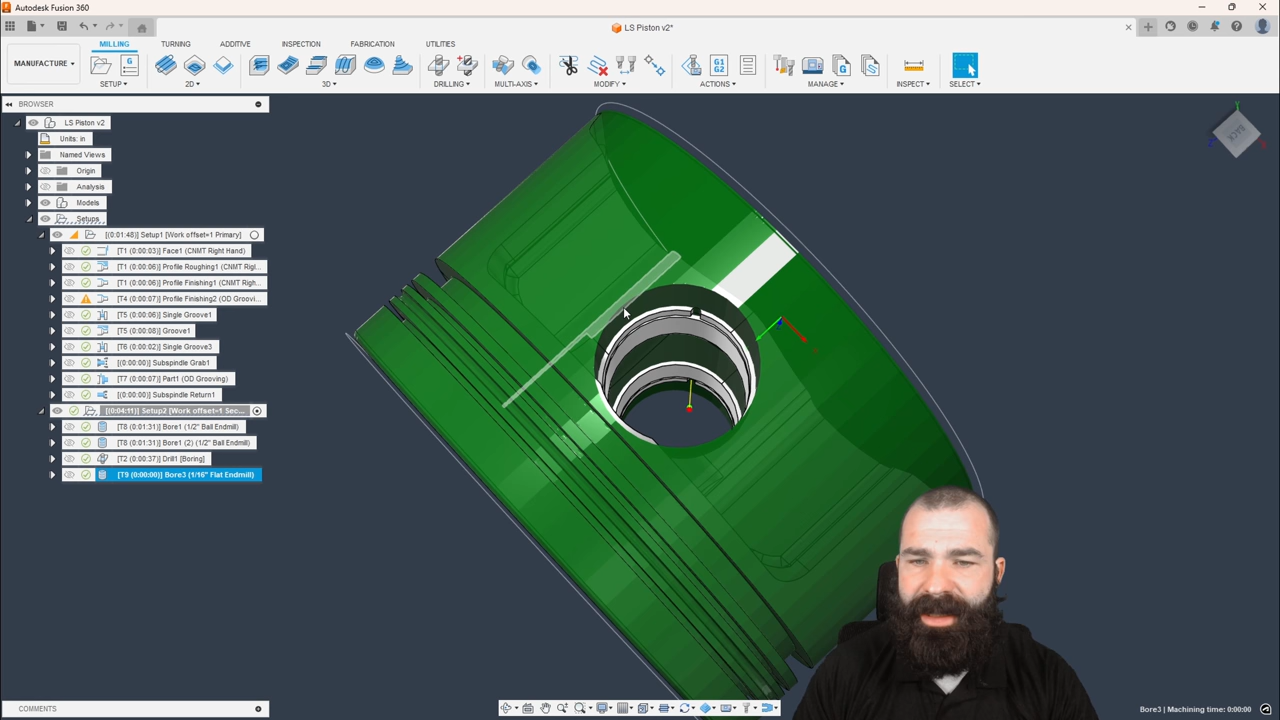 Autodesk Fusion 360
LS Piston v2*
MILLING TURNING ADDITIVE INSPECTION FABRICATION UTILITIES
MANUFACTURE
SETUP 2D 3D DRILLING MULTI-AXIS MODIFY ACTIONS MANAGE INSPECT SELECT
G1
G2
BROWSER
LS Piston v2
Units: in
Named Views
Origin
Analysis
Models
Setups
[(0:01:48)] Setup1 [Work offset=1 Primary]
[T1 (0:00:03)] Face1 (CNMT Right Hand)
[T1 (0:00:06)] Profile Roughing1 (CNMT Rig...
[T1 (0:00:06)] Profile Finishing1 (CNMT Righ...
[T4 (0:00:07)] Profile Finishing2 (OD Groovi...
[T5 (0:00:06)] Single Groove1
[T5 (0:00:08)] Groove1
[T6 (0:00:02)] Single Groove3
[(0:00:00)] Subspindle Grab1
[T7 (0:00:07)] Part1 (OD Grooving)
[(0:00:00)] Subspindle Return1
[(0:04:11)] Setup2 [Work offset=1 Sec...
[T8 (0:01:31)] Bore1 (1/2" Ball Endmill)
[T8 (0:01:31)] Bore1 (2) (1/2" Ball Endmill)
[T2 (0:00:37)] Drill1 [Boring]
[T9 (0:00:00)] Bore3 (1/16" Flat Endmill)
BACK
COMMENTS
Bore3 | Machining time: 0:00:00